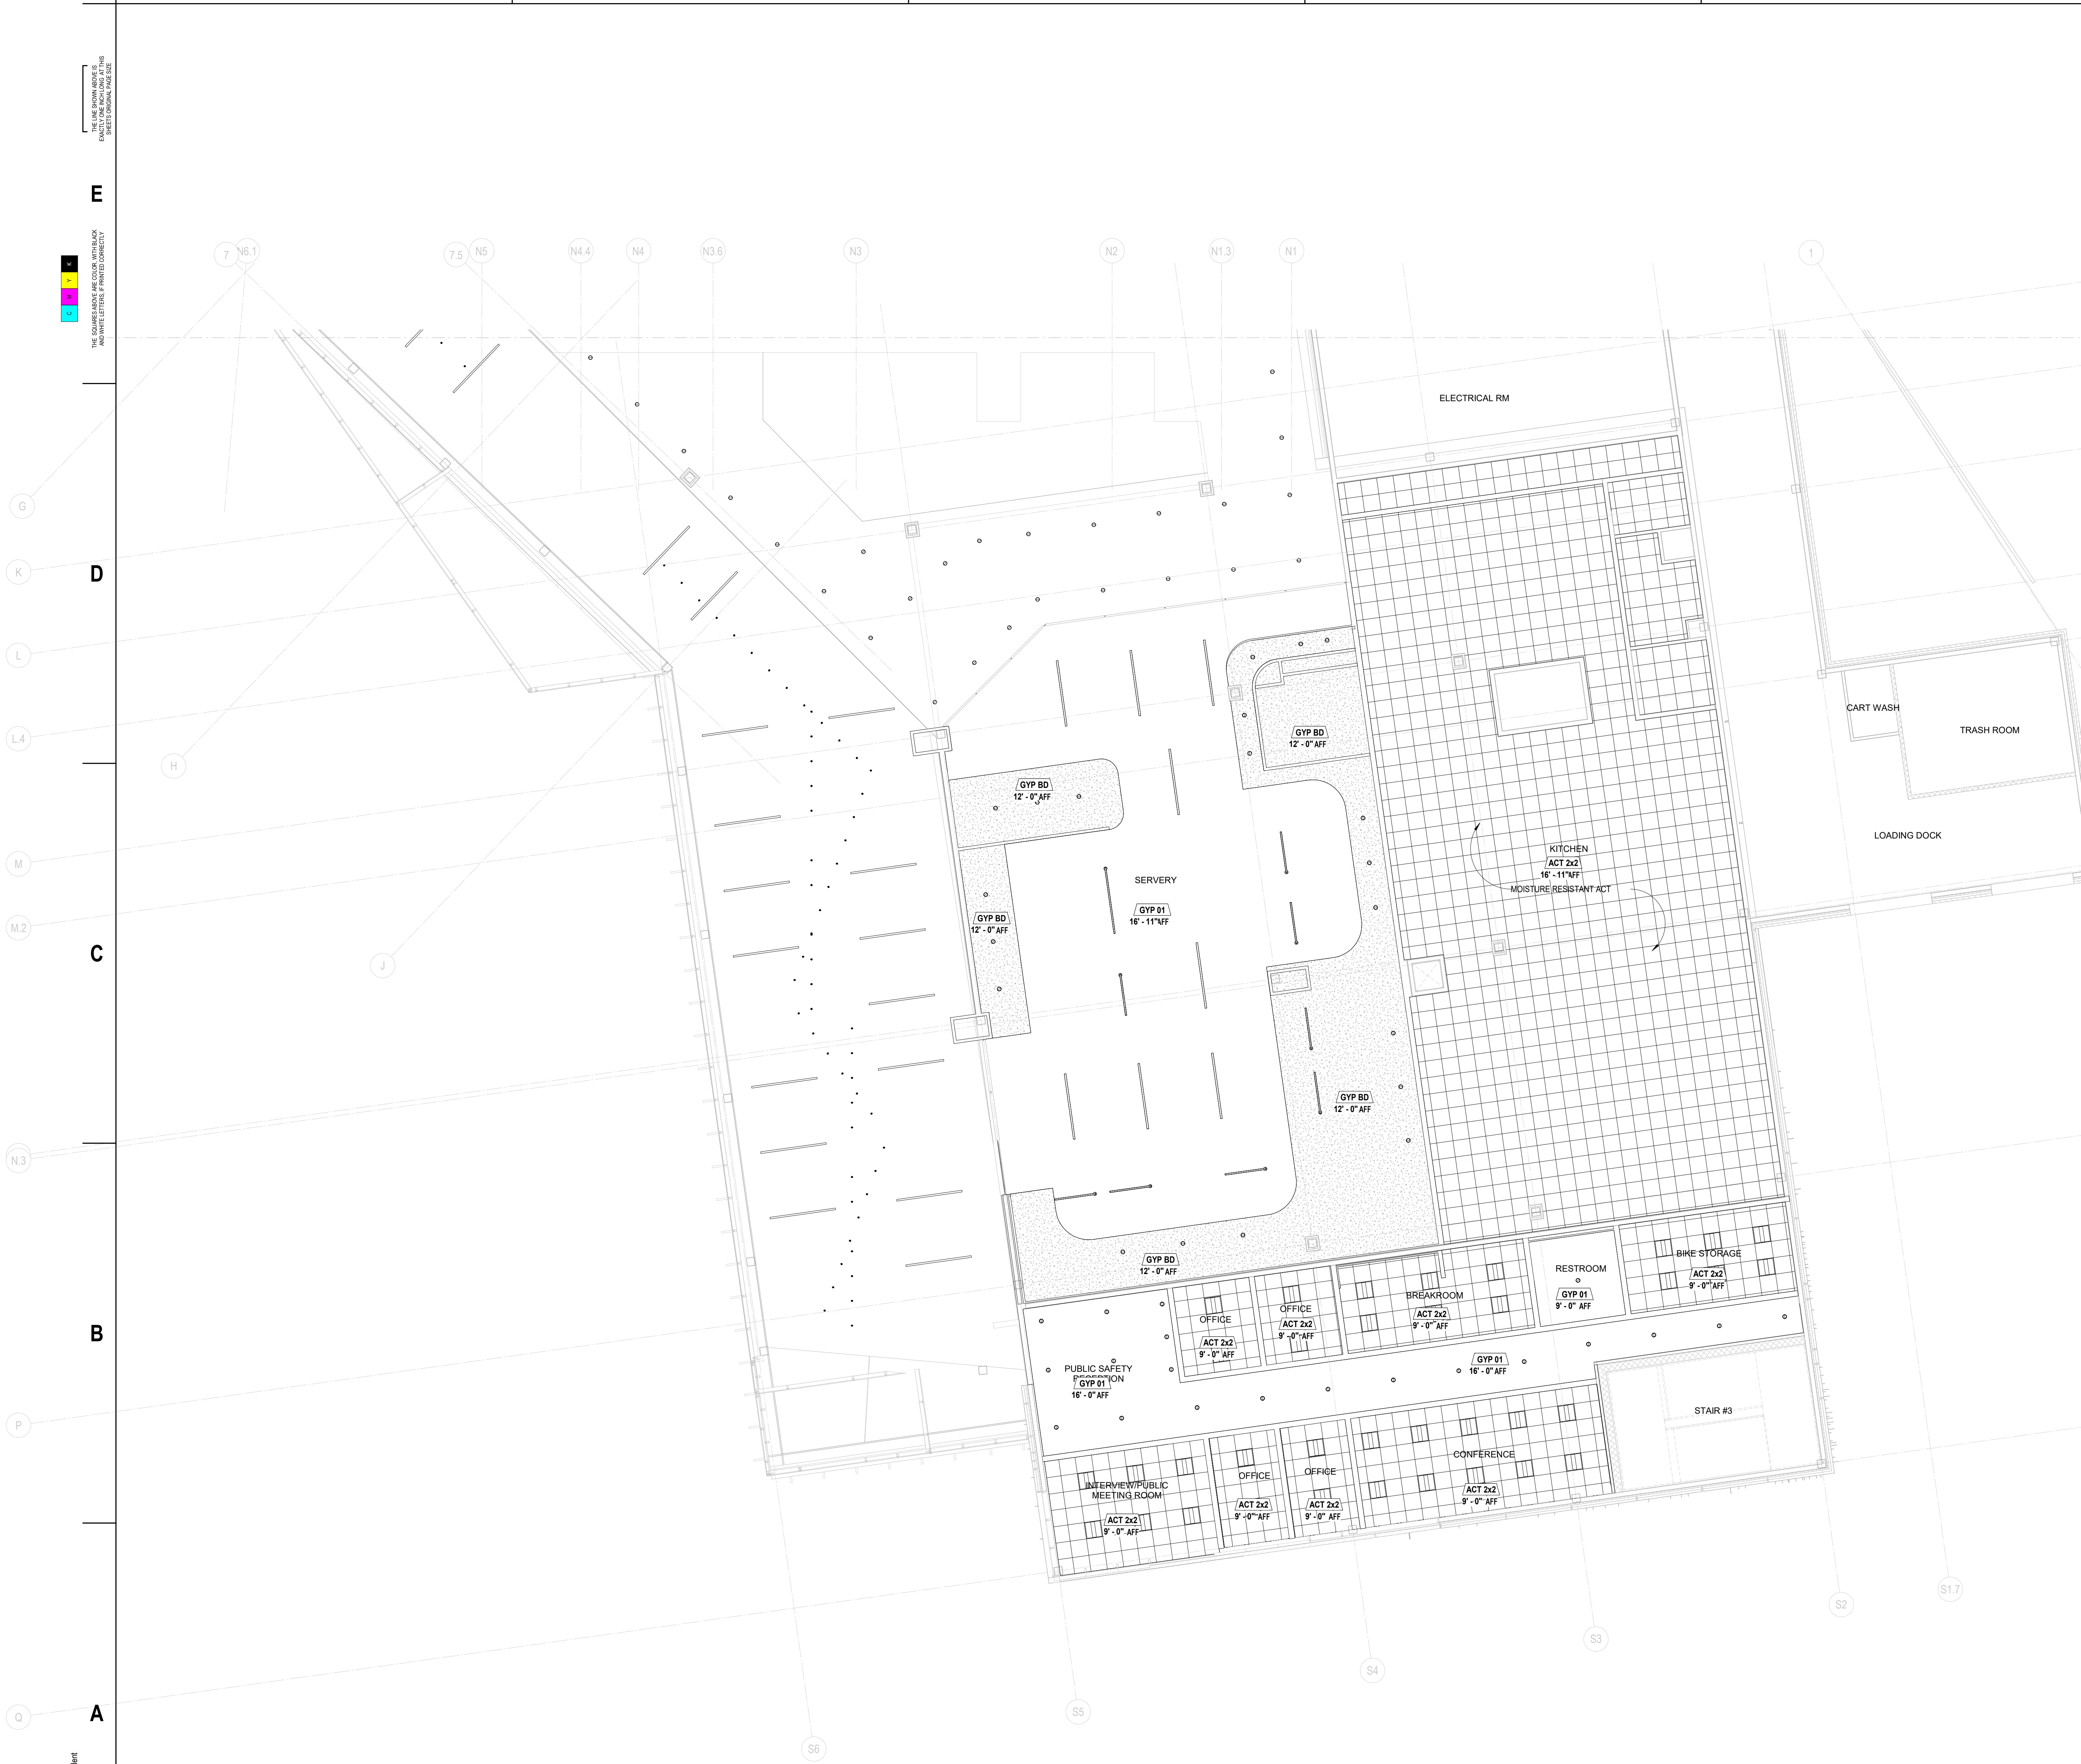 THE LINE SHOWN ABOVE IS
EXACTLY ONE INCH LONG AT THIS
SHEETS ORIGINAL PAGE SIZE
E
C M Y K
THE SQUARES ABOVE ARE COLOR, WITH BLACK
AND WHITE LETTERS, IF PRINTED CORRECTLY
7
N6.1
7.5
N5
N4.4
N4
N3.6
N3
N2
N1.3
N1
1
ELECTRICAL RM
G
K
D
L
L.4
H
CART WASH
TRASH ROOM
GYP BD
12' - 0" AFF
GYP BD
12' - 0" AFF
LOADING DOCK
M
KITCHEN
ACT 2x2
16' - 11" AFF
MOISTURE RESISTANT ACT
SERVERY
GYP 01
16' - 11" AFF
GYP BD
12' - 0" AFF
M.2
C
J
GYP BD
12' - 0" AFF
N.3
GYP BD
12' - 0" AFF
BIKE STORAGE
ACT 2x2
9' - 0" AFF
RESTROOM
GYP 01
9' - 0" AFF
BREAKROOM
ACT 2x2
9' - 0" AFF
OFFICE
ACT 2x2
9' - 0" AFF
OFFICE
ACT 2x2
9' - 0" AFF
B
PUBLIC SAFETY
RECEPTION
GYP 01
16' - 0" AFF
GYP 01
16' - 0" AFF
P
STAIR #3
CONFERENCE
ACT 2x2
9' - 0" AFF
OFFICE
ACT 2x2
9' - 0" AFF
OFFICE
ACT 2x2
9' - 0" AFF
INTERVIEW/PUBLIC
MEETING ROOM
ACT 2x2
9' - 0" AFF
S1.7
S2
S3
S4
S5
S6
Q
A